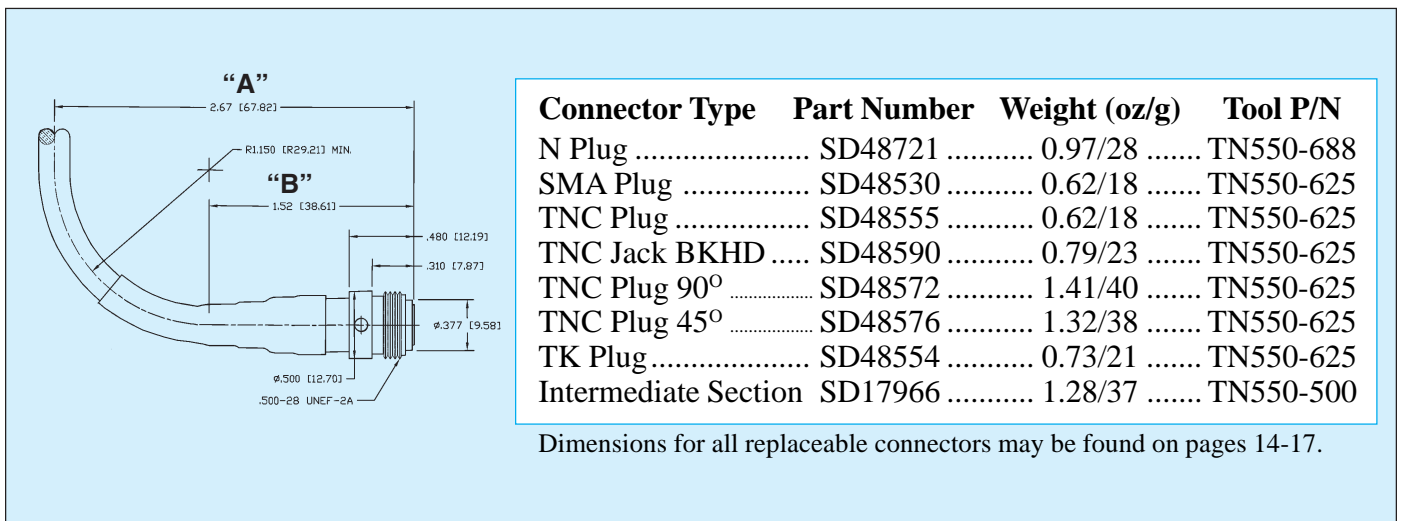 “A”
2.67 [67.82]
R1.150 [R29.21] MIN.
“B”
1.52 [38.61]
.480 [12.19]
.310 [7.87]
ø.377 [9.58]
ø.500 [12.70]
.500-28 UNEF-2A
Connector Type Part Number Weight (oz/g) Tool P/N
N Plug ..................... SD48721 ........... 0.97/28 ....... TN550-688
SMA Plug ............... SD48530 ........... 0.62/18 ....... TN550-625
TNC Plug ................ SD48555 ........... 0.62/18 ....... TN550-625
TNC Jack BKHD ..... SD48590 ........... 0.79/23 ....... TN550-625
TNC Plug 90O ................. SD48572 ........... 1.41/40 ....... TN550-625
TNC Plug 45O ................. SD48576 ........... 1.32/38 ....... TN550-625
TK Plug................... SD48554 ........... 0.73/21 ....... TN550-625
Intermediate Section SD17966 ........... 1.28/37 ....... TN550-500
Dimensions for all replaceable connectors may be found on pages 14-17.